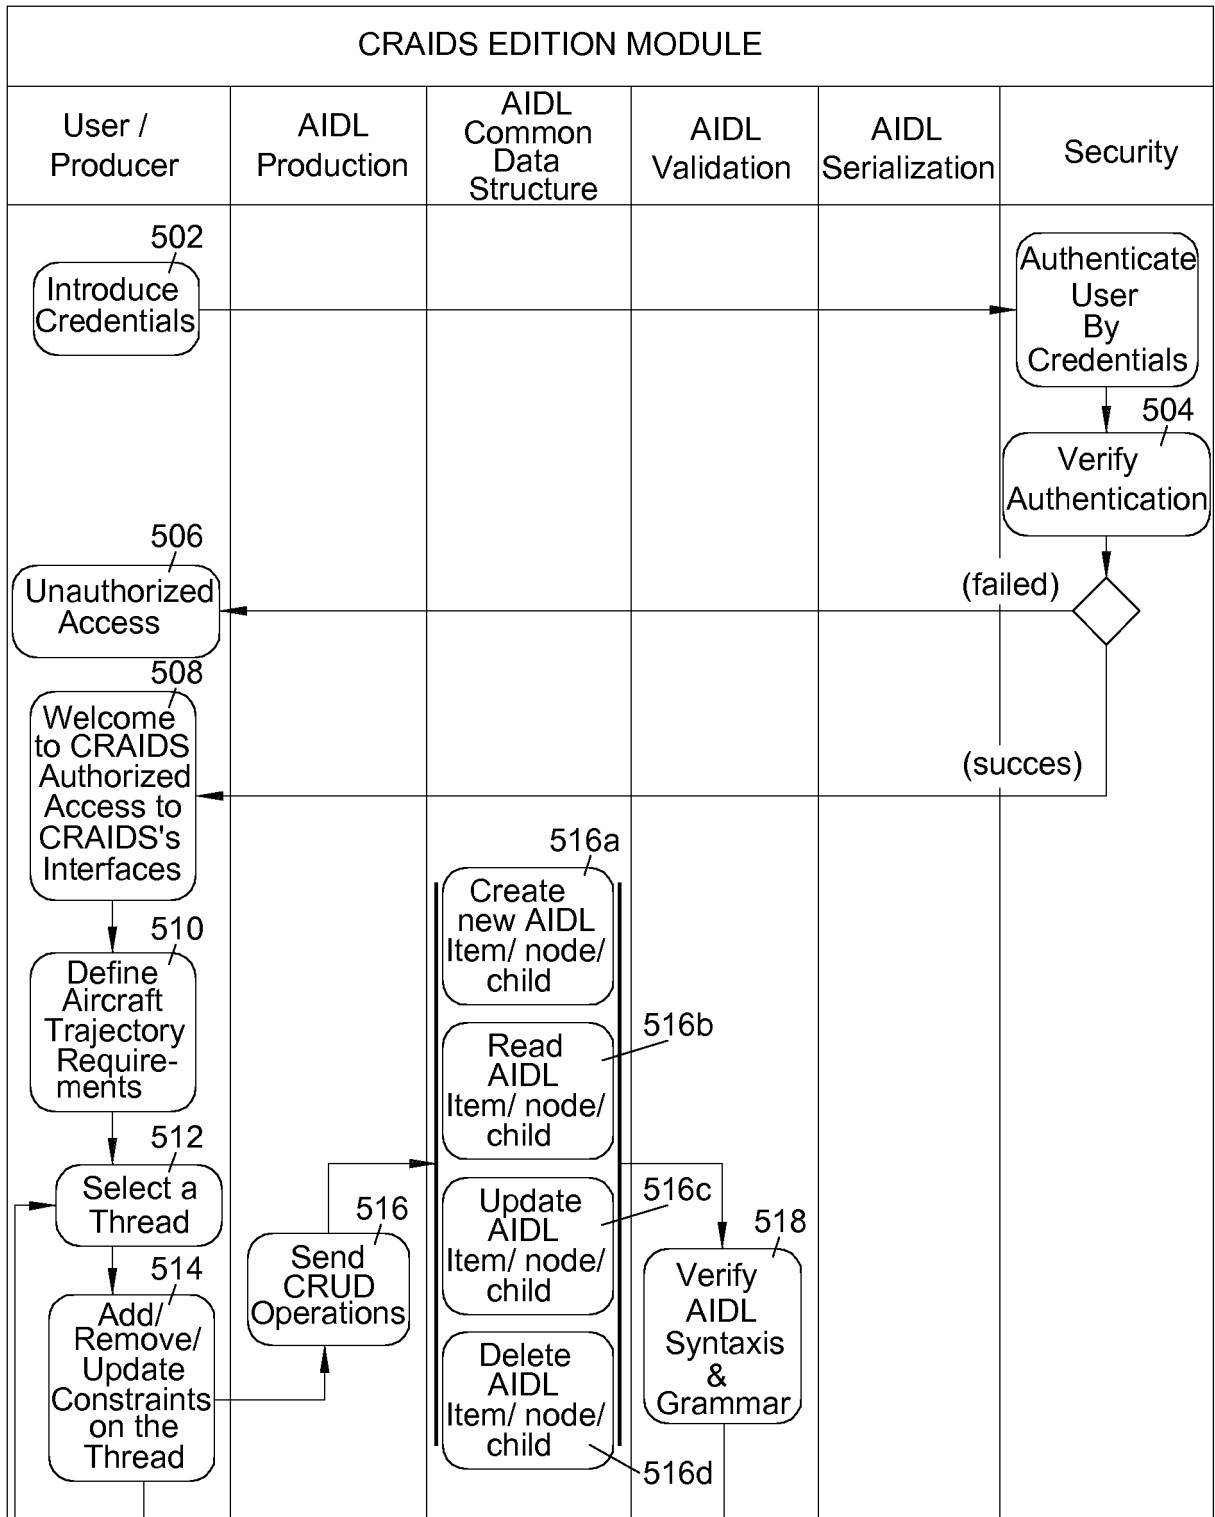 CRAIDS EDITION MODULE
User /
Producer
AIDL
Production
AIDL
Common
Data
Structure
AIDL
Validation
AIDL
Serialization
Security
502
Introduce
Credentials
Authenticate
User
By
Credentials
504
Verify
Authentication
506
Unauthorized
Access
(failed)
508
Welcome
to CRAIDS
Authorized
Access to
CRAIDS's
Interfaces
(succes)
510
Define
Aircraft
Trajectory
Require-
ments
512
Select a
Thread
514
Add/
Remove/
Update
Constraints
on the
Thread
516
Send
CRUD
Operations
516a
Create
new AIDL
Item/ node/
child
516b
Read
AIDL
Item/ node/
child
516c
Update
AIDL
Item/ node/
child
Delete
AIDL
Item/ node/
child
516d
518
Verify
AIDL
Syntaxis
&
Grammar